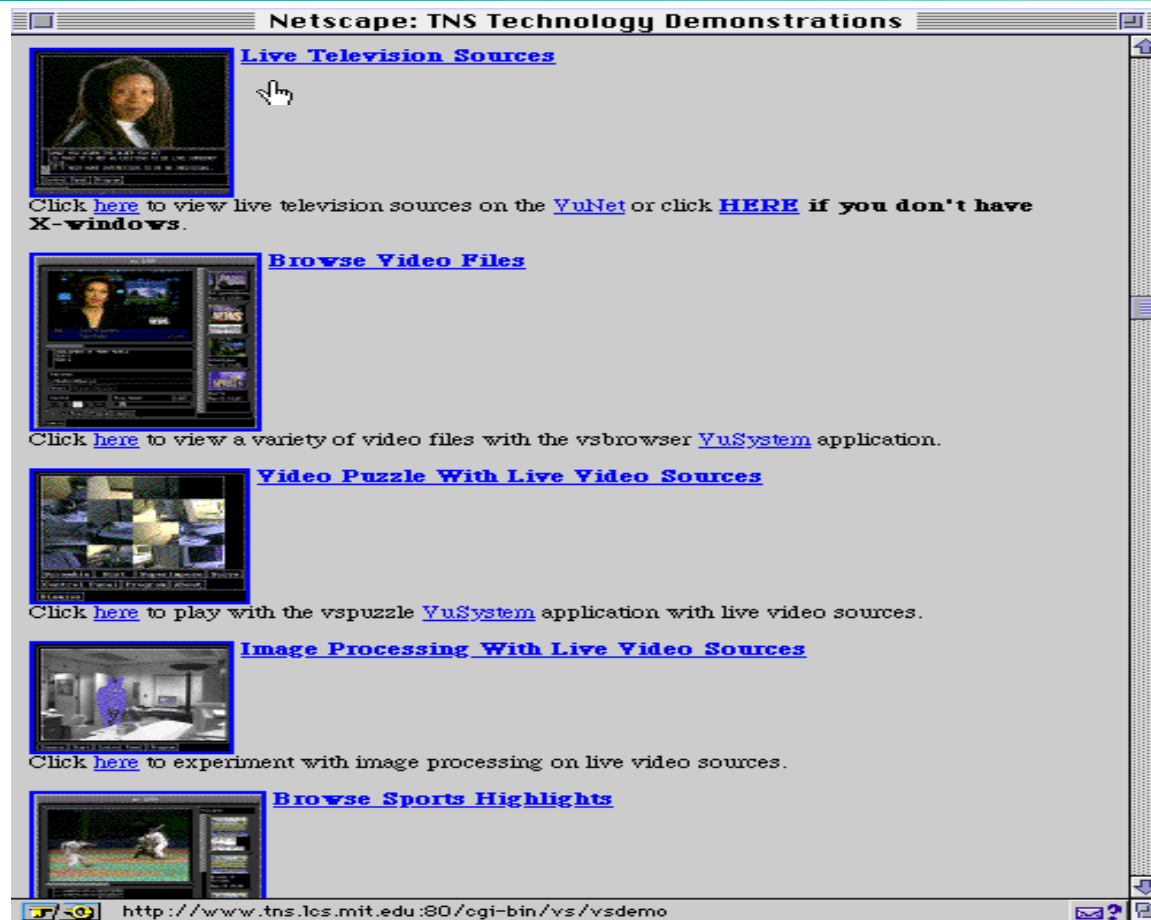 Netscape: TNS Technology Demonstrations
Live Television Sources
Click here to view live television sources on the VuNet or click HERE if you don't have
X-windows.
Browse Video Files
NEWS
Click here to view a variety of video files with the vsbrowser VuSystem application.
Video Puzzle With Live Video Sources
Click here to play with the vspuzzle VuSystem application with live video sources.
Image Processing With Live Video Sources
Click here to experiment with image processing on live video sources.
Browse Sports Highlights
http://www.tns.lcs.mit.edu:80/cgi-bin/vs/vsdemo